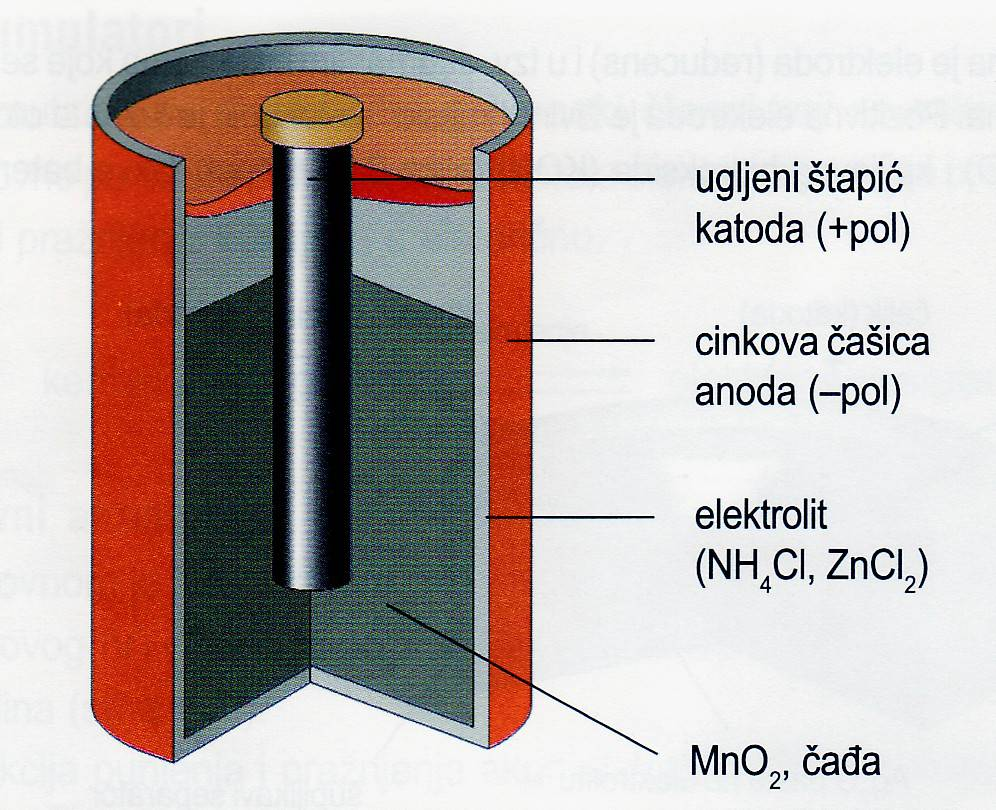 ugljeni štapić
katoda (+pol)
cinkova čašica
anoda (–pol)
elektrolit
(NH₄Cl, ZnCl₂)
MnO₂, čađa